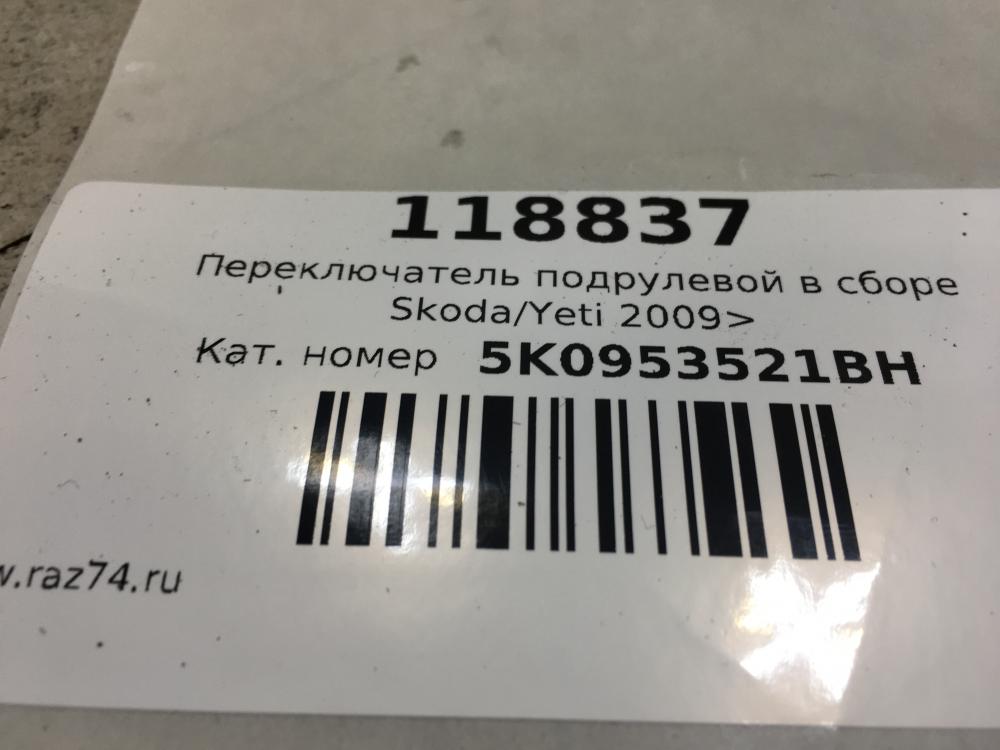 118837
Переключатель подрулевой в сборе
Skoda/Yeti 2009>
Кат. номер 5K0953521BH
w.raz74.ru